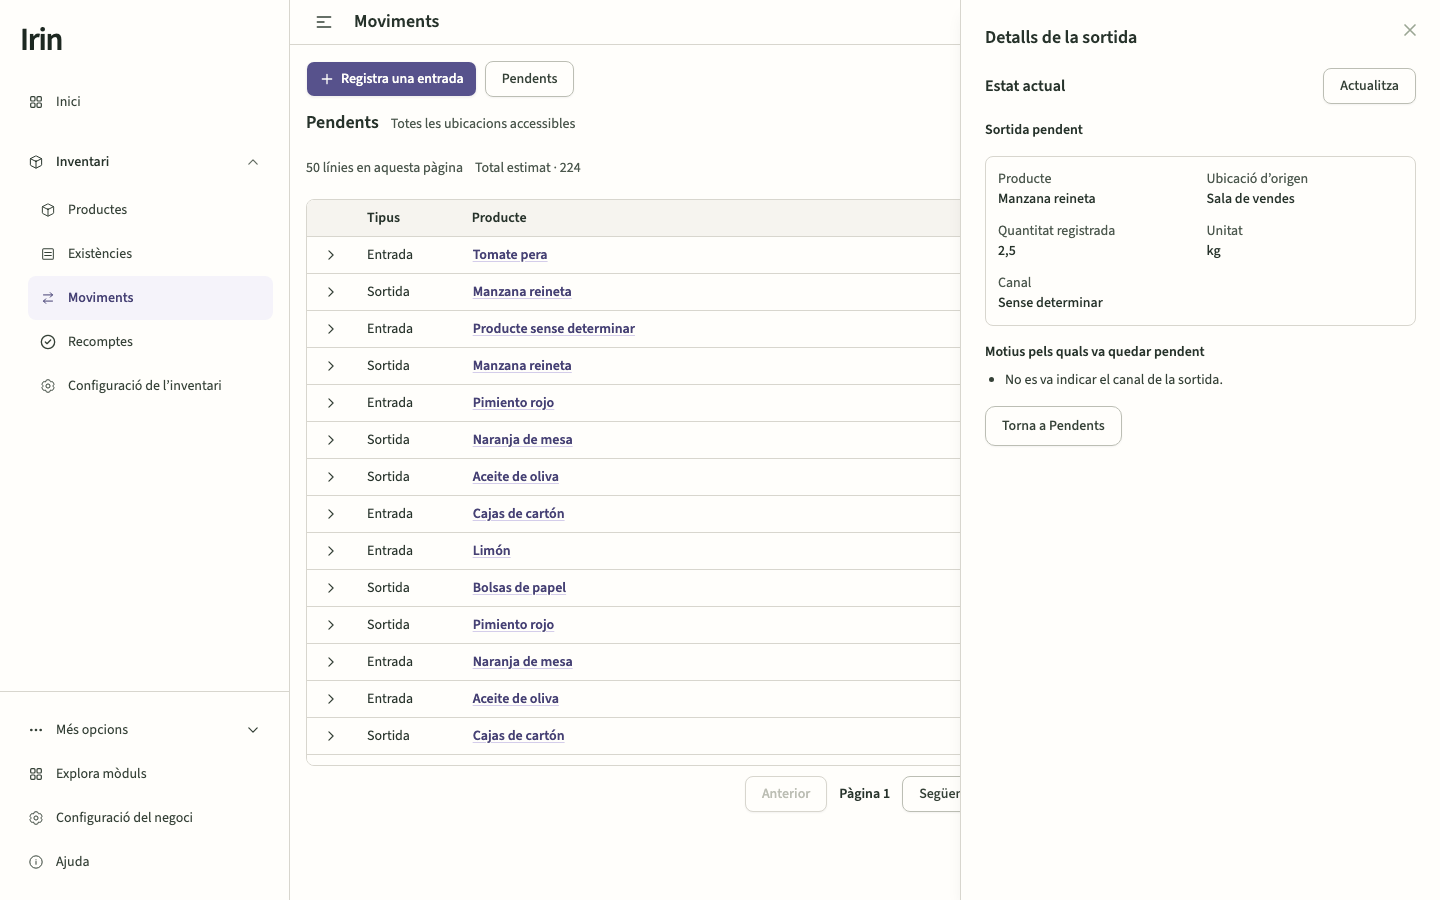 Irin
Inici
Inventari
Productes
Existències
Moviments
Recomptes
Configuració de l’inventari
Més opcions
Explora mòduls
Configuració del negoci
Ajuda
Moviments
Registra una entrada
Pendents
Pendents Totes les ubicacions accessibles
50 línies en aquesta pàgina Total estimat · 224
Tipus Producte
Entrada Tomate pera
Sortida Manzana reineta
Entrada Producte sense determinar
Sortida Manzana reineta
Entrada Pimiento rojo
Sortida Naranja de mesa
Sortida Aceite de oliva
Entrada Cajas de cartón
Entrada Limón
Sortida Bolsas de papel
Sortida Pimiento rojo
Entrada Naranja de mesa
Entrada Aceite de oliva
Sortida Cajas de cartón
Anterior Pàgina 1
Detalls de la sortida
Estat actual Actualitza
Sortida pendent
Producte Ubicació d’origen
Manzana reineta Sala de vendes
Quantitat registrada Unitat
2,5 kg
Canal
Sense determinar
Motius pels quals va quedar pendent
No es va indicar el canal de la sortida.
Torna a Pendents